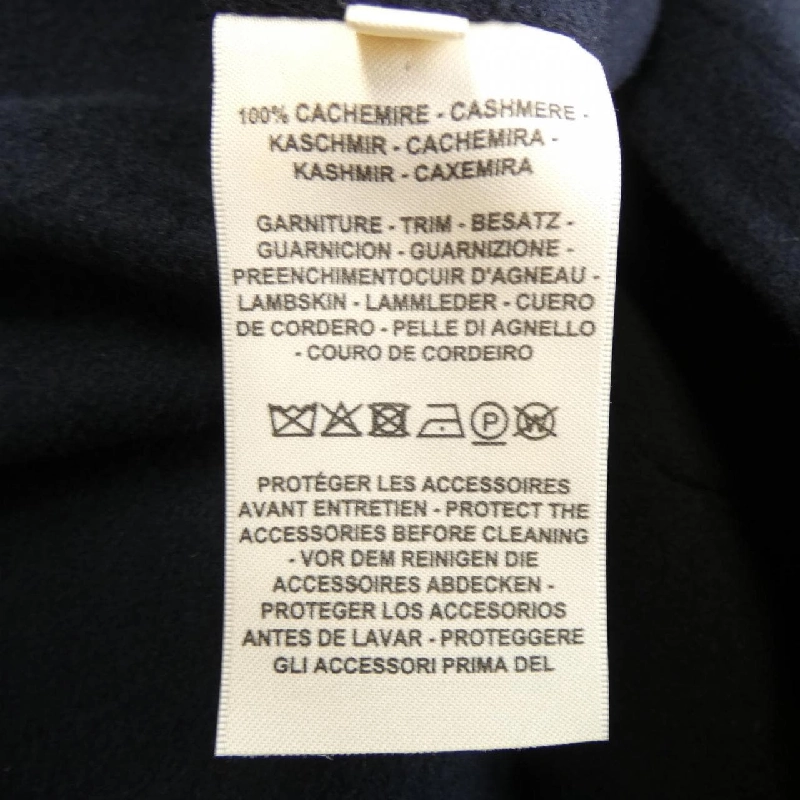 100% CACHEMIRE - CASHMERE -
KASCHMIR - CACHEMIRA -
KASHMIR - CAXEMIRA
GARNITURE - TRIM - BESATZ -
GUARNICION - GUARNIZIONE -
PREENCHIMENTOCUIR D'AGNEAU -
LAMBSKIN - LAMMLEDER - CUERO
DE CORDERO - PELLE DI AGNELLO
- COURO DE CORDEIRO
P W
PROTÉGER LES ACCESSOIRES
AVANT ENTRETIEN - PROTECT THE
ACCESSORIES BEFORE CLEANING
- VOR DEM REINIGEN DIE
ACCESSOIRES ABDECKEN -
PROTEGER LOS ACCESORIOS
ANTES DE LAVAR - PROTEGGERE
GLI ACCESSORI PRIMA DEL